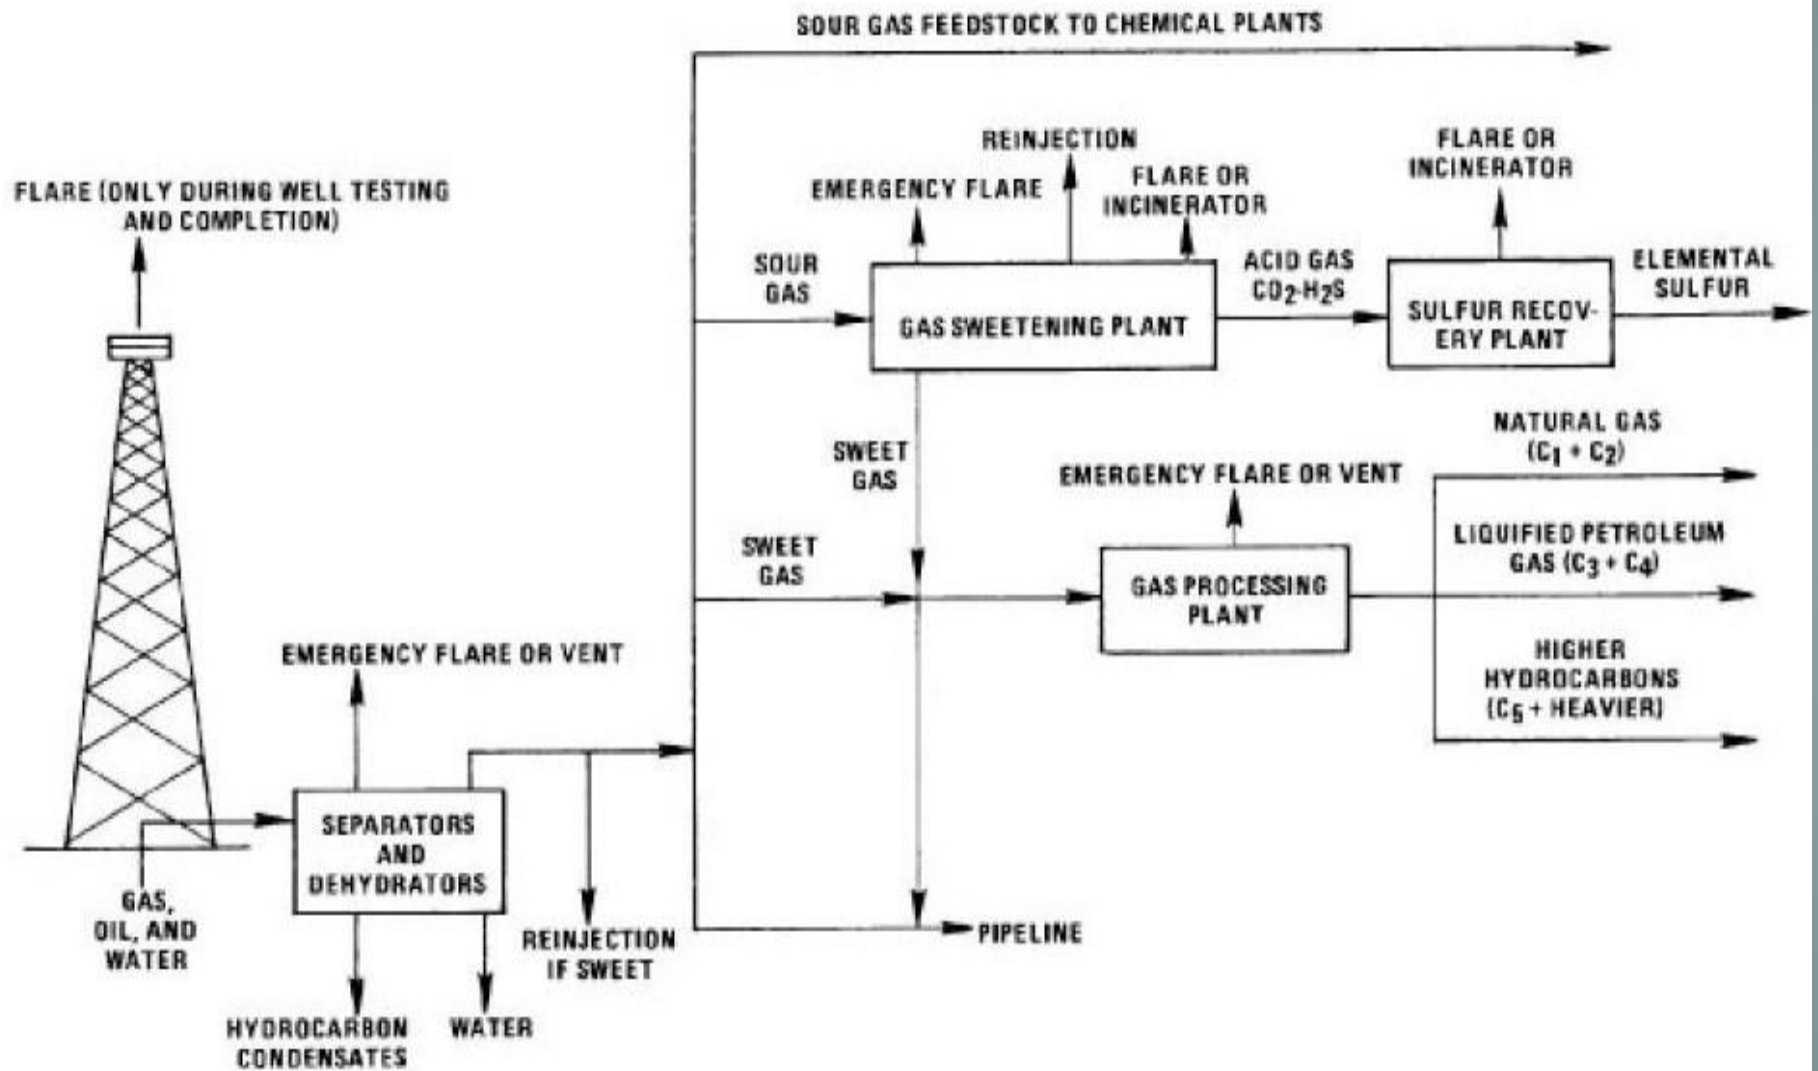 SOUR GAS FEEDSTOCK TO CHEMICAL PLANTS
FLARE (ONLY DURING WELL TESTING
AND COMPLETION)
REINJECTION
EMERGENCY FLARE
FLARE OR
INCINERATOR
FLARE OR
INCINERATOR
SOUR
GAS
GAS SWEETENING PLANT
ACID GAS
CO2-H2S
SULFUR RECOV-
ERY PLANT
ELEMENTAL
SULFUR
SWEET
GAS
SWEET
GAS
EMERGENCY FLARE OR VENT
GAS PROCESSING
PLANT
NATURAL GAS
(C1 + C2)
LIQUIFIED PETROLEUM
GAS (C3 + C4)
HIGHER
HYDROCARBONS
(C5 + HEAVIER)
EMERGENCY FLARE OR VENT
SEPARATORS
AND
DEHYDRATORS
GAS,
OIL, AND
WATER
HYDROCARBON
CONDENSATES
WATER
REINJECTION
IF SWEET
PIPELINE